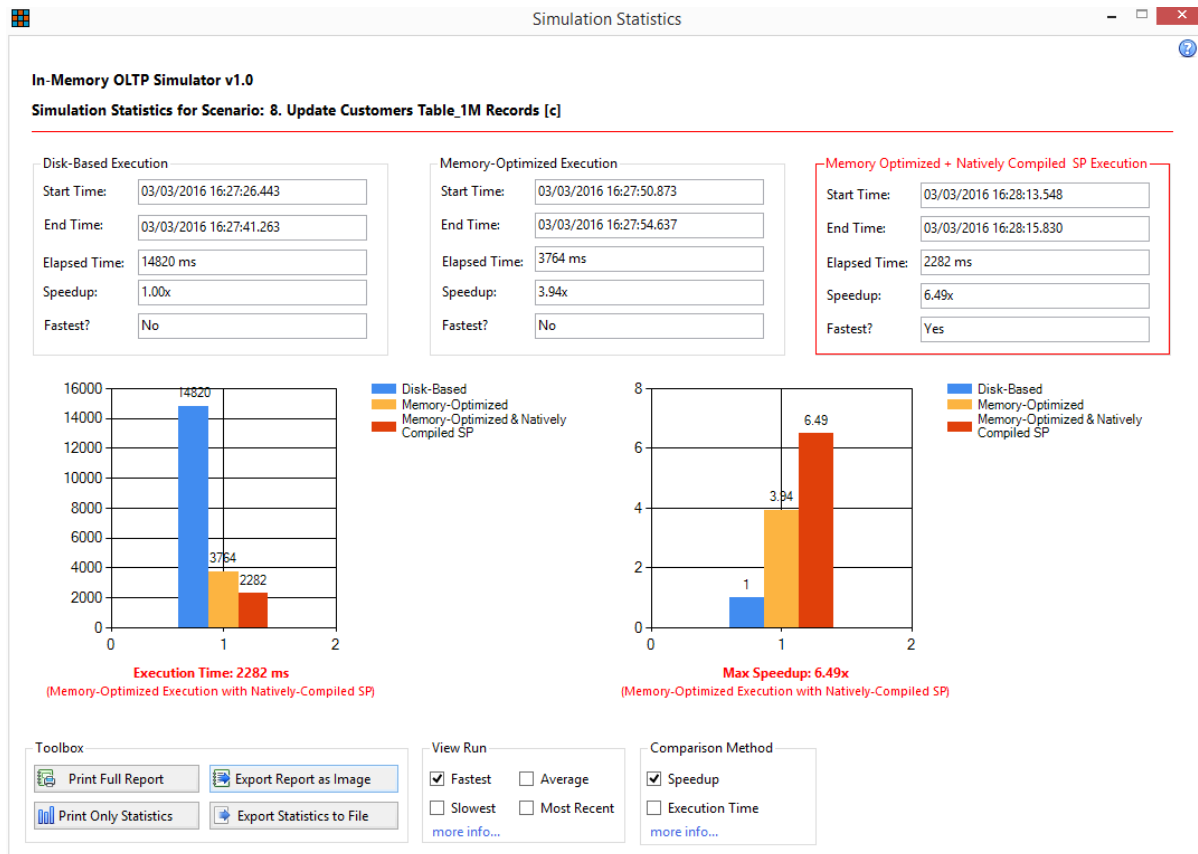 Simulation Statistics
In-Memory OLTP Simulator v1.0
Simulation Statistics for Scenario: 8. Update Customers Table_1M Records [c]
Disk-Based Execution
Start Time: 03/03/2016 16:27:26.443
End Time: 03/03/2016 16:27:41.263
Elapsed Time: 14820 ms
Speedup: 1.00x
Fastest? No
Memory-Optimized Execution
Start Time: 03/03/2016 16:27:50.873
End Time: 03/03/2016 16:27:54.637
Elapsed Time: 3764 ms
Speedup: 3.94x
Fastest? No
Memory Optimized + Natively Compiled SP Execution
Start Time: 03/03/2016 16:28:13.548
End Time: 03/03/2016 16:28:15.830
Elapsed Time: 2282 ms
Speedup: 6.49x
Fastest? Yes
16000
14000
12000
10000
8000
6000
4000
2000
0
14820
3764
2282
0 1 2
Disk-Based
Memory-Optimized
Memory-Optimized & Natively
Compiled SP
Execution Time: 2282 ms
(Memory-Optimized Execution with Natively-Compiled SP)
8
6
4
2
0
1
3.94
6.49
0 1 2
Disk-Based
Memory-Optimized
Memory-Optimized & Natively
Compiled SP
Max Speedup: 6.49x
(Memory-Optimized Execution with Natively-Compiled SP)
Toolbox
Print Full Report
Export Report as Image
Print Only Statistics
Export Statistics to File
View Run
Fastest
Average
Slowest
Most Recent
more info...
Comparison Method
Speedup
Execution Time
more info...